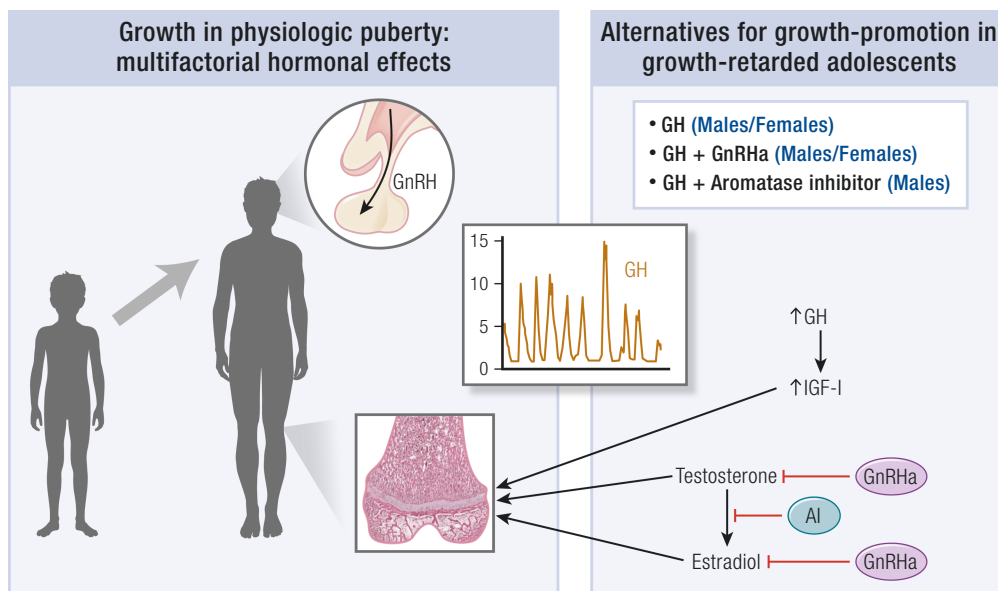 Growth in physiologic puberty:
multifactorial hormonal effects
Alternatives for growth-promotion in
growth-retarded adolescents
• GH (Males/Females)
• GH + GnRHa (Males/Females)
• GH + Aromatase inhibitor (Males)
GnRH
15
10
5
0
GH
↑GH
↑IGF-I
Testosterone
GnRHa
AI
Estradiol
GnRHa